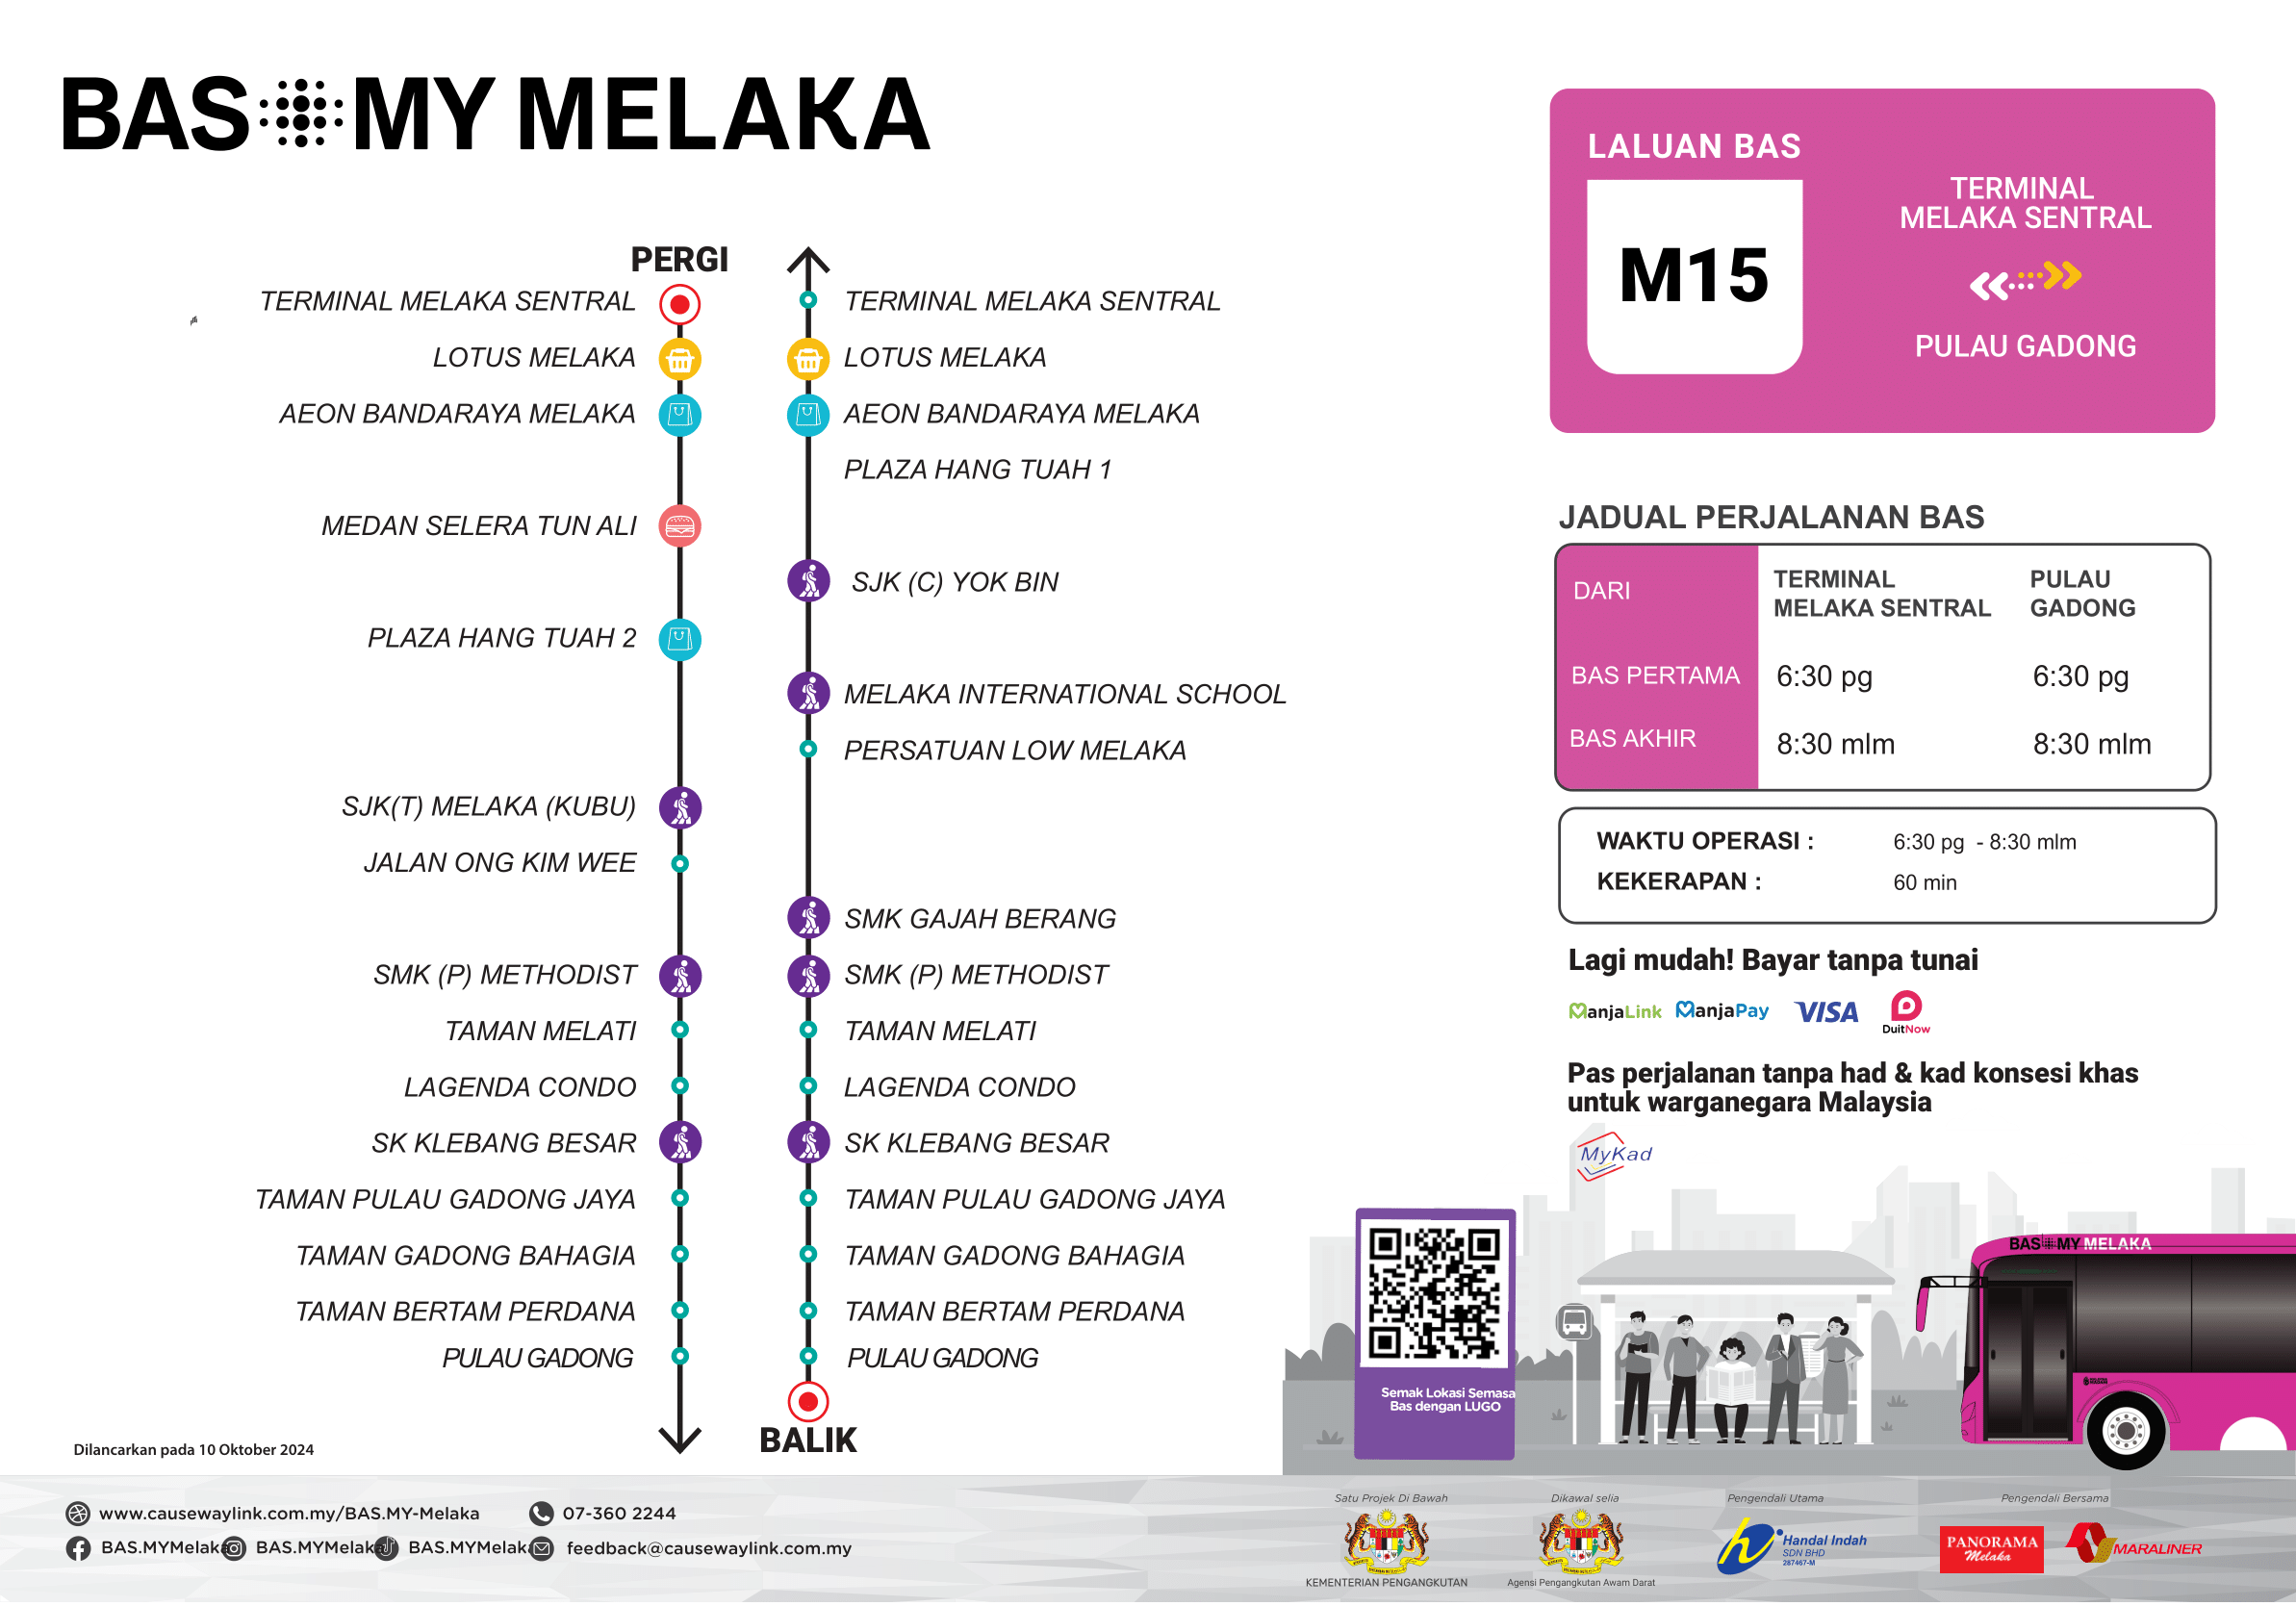 BAS MY MELAKA
PERGI
TERMINAL MELAKA SENTRAL
LOTUS MELAKA
AEON BANDARAYA MELAKA
MEDAN SELERA TUN ALI
PLAZA HANG TUAH 2
SJK(T) MELAKA (KUBU)
JALAN ONG KIM WEE
SMK (P) METHODIST
TAMAN MELATI
LAGENDA CONDO
SK KLEBANG BESAR
TAMAN PULAU GADONG JAYA
TAMAN GADONG BAHAGIA
TAMAN BERTAM PERDANA
PULAU GADONG
TERMINAL MELAKA SENTRAL
LOTUS MELAKA
AEON BANDARAYA MELAKA
PLAZA HANG TUAH 1
SJK (C) YOK BIN
MELAKA INTERNATIONAL SCHOOL
PERSATUAN LOW MELAKA
SMK GAJAH BERANG
SMK (P) METHODIST
TAMAN MELATI
LAGENDA CONDO
SK KLEBANG BESAR
TAMAN PULAU GADONG JAYA
TAMAN GADONG BAHAGIA
TAMAN BERTAM PERDANA
PULAU GADONG
BALIK
Dilancarkan pada 10 Oktober 2024
LALUAN BAS
M15
TERMINAL
MELAKA SENTRAL
PULAU GADONG
JADUAL PERJALANAN BAS
DARI
TERMINAL
MELAKA SENTRAL
PULAU
GADONG
BAS PERTAMA 6:30 pg 6:30 pg
BAS AKHIR 8:30 mlm 8:30 mlm
WAKTU OPERASI : 6:30 pg - 8:30 mlm
KEKERAPAN : 60 min
Lagi mudah! Bayar tanpa tunai
ManjaLink ManjaPay VISA DuitNow
Pas perjalanan tanpa had & kad konsesi khas
untuk warganegara Malaysia
MyKad
BAS MY MELAKA
Semak Lokasi Semasa
Bas dengan LUGO
www.causewaylink.com.my/BAS.MY-Melaka
07-360 2244
BAS.MYMelaka BAS.MYMelaka BAS.MYMelaka
feedback@causewaylink.com.my
Satu Projek Di Bawah
KEMENTERIAN PENGANGKUTAN
Dikawal selia
Agensi Pengangkutan Awam Darat
Pengendali Utama
Handal Indah
SDN BHD
287467-M
Pengendali Bersama
PANORAMA
Melaka
MARALINER